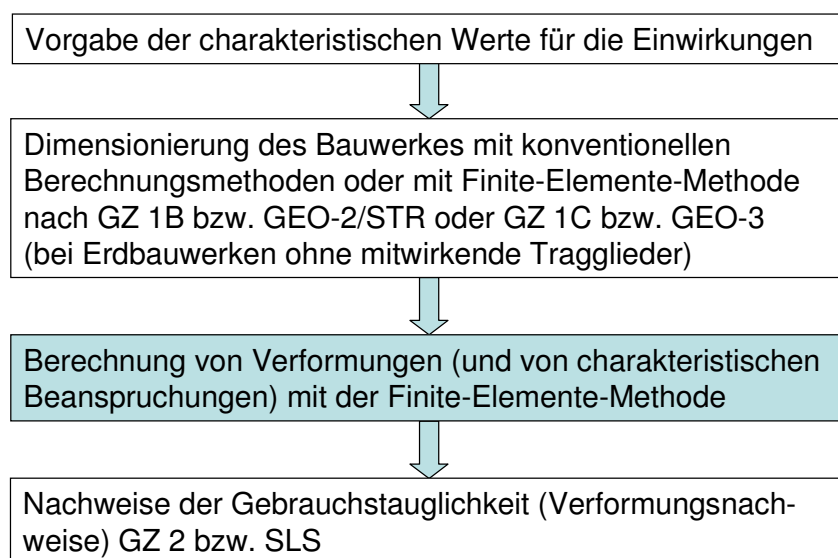 Vorgabe der charakteristischen Werte für die Einwirkungen
Dimensionierung des Bauwerkes mit konventionellen
Berechnungsmethoden oder mit Finite-Elemente-Methode
nach GZ 1B bzw. GEO-2/STR oder GZ 1C bzw. GEO-3
(bei Erdbauwerken ohne mitwirkende Tragglieder)
Berechnung von Verformungen (und von charakteristischen
Beanspruchungen) mit der Finite-Elemente-Methode
Nachweise der Gebrauchstauglichkeit (Verformungsnach-
weise) GZ 2 bzw. SLS